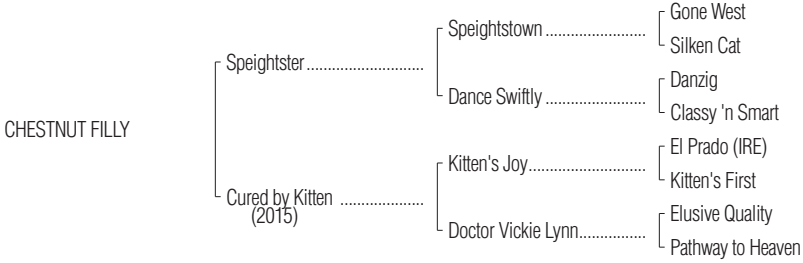 Gone West
Speightstown ........................
Silken Cat
Speightster ............................
Danzig
Dance Swiftly ........................
Classy 'n Smart
CHESTNUT FILLY
El Prado (IRE)
Kitten's Joy............................
Kitten's First
Cured by Kitten ....................
(2015)
Elusive Quality
Doctor Vickie Lynn................
Pathway to Heaven